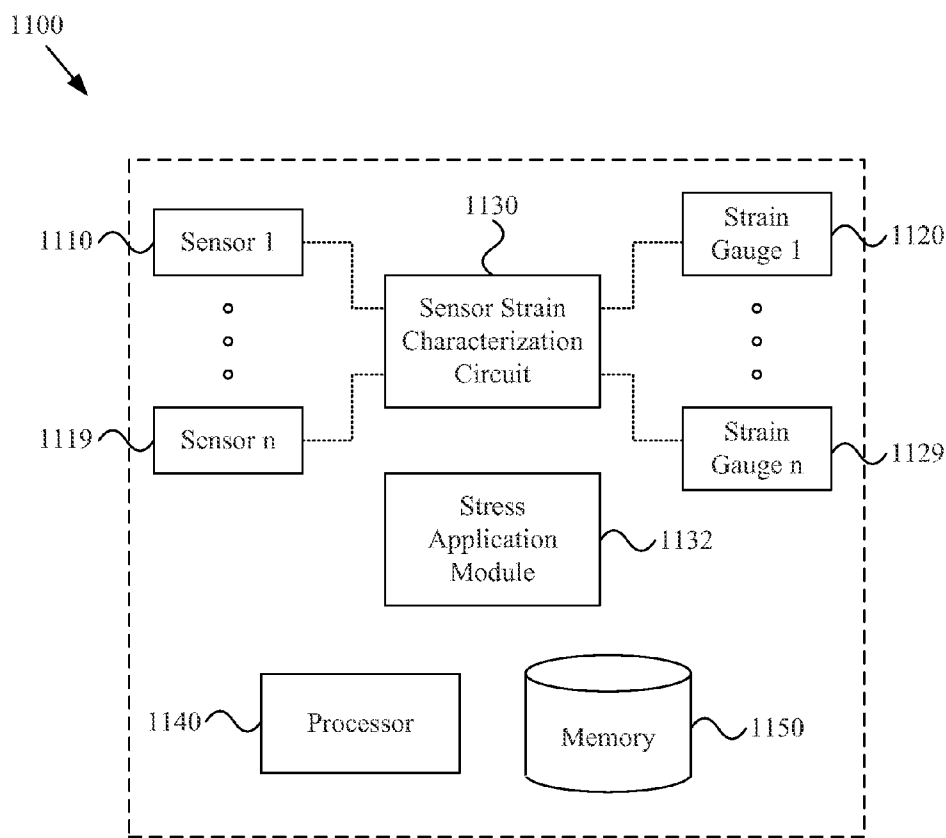 1100
1130
1110
Sensor 1
Strain
Gauge 1
1120
Sensor Strain
Characterization
Circuit
1119
Sensor n
Strain
Gauge n
1129
Stress
Application
Module
1132
1140
Processor
Memory
1150